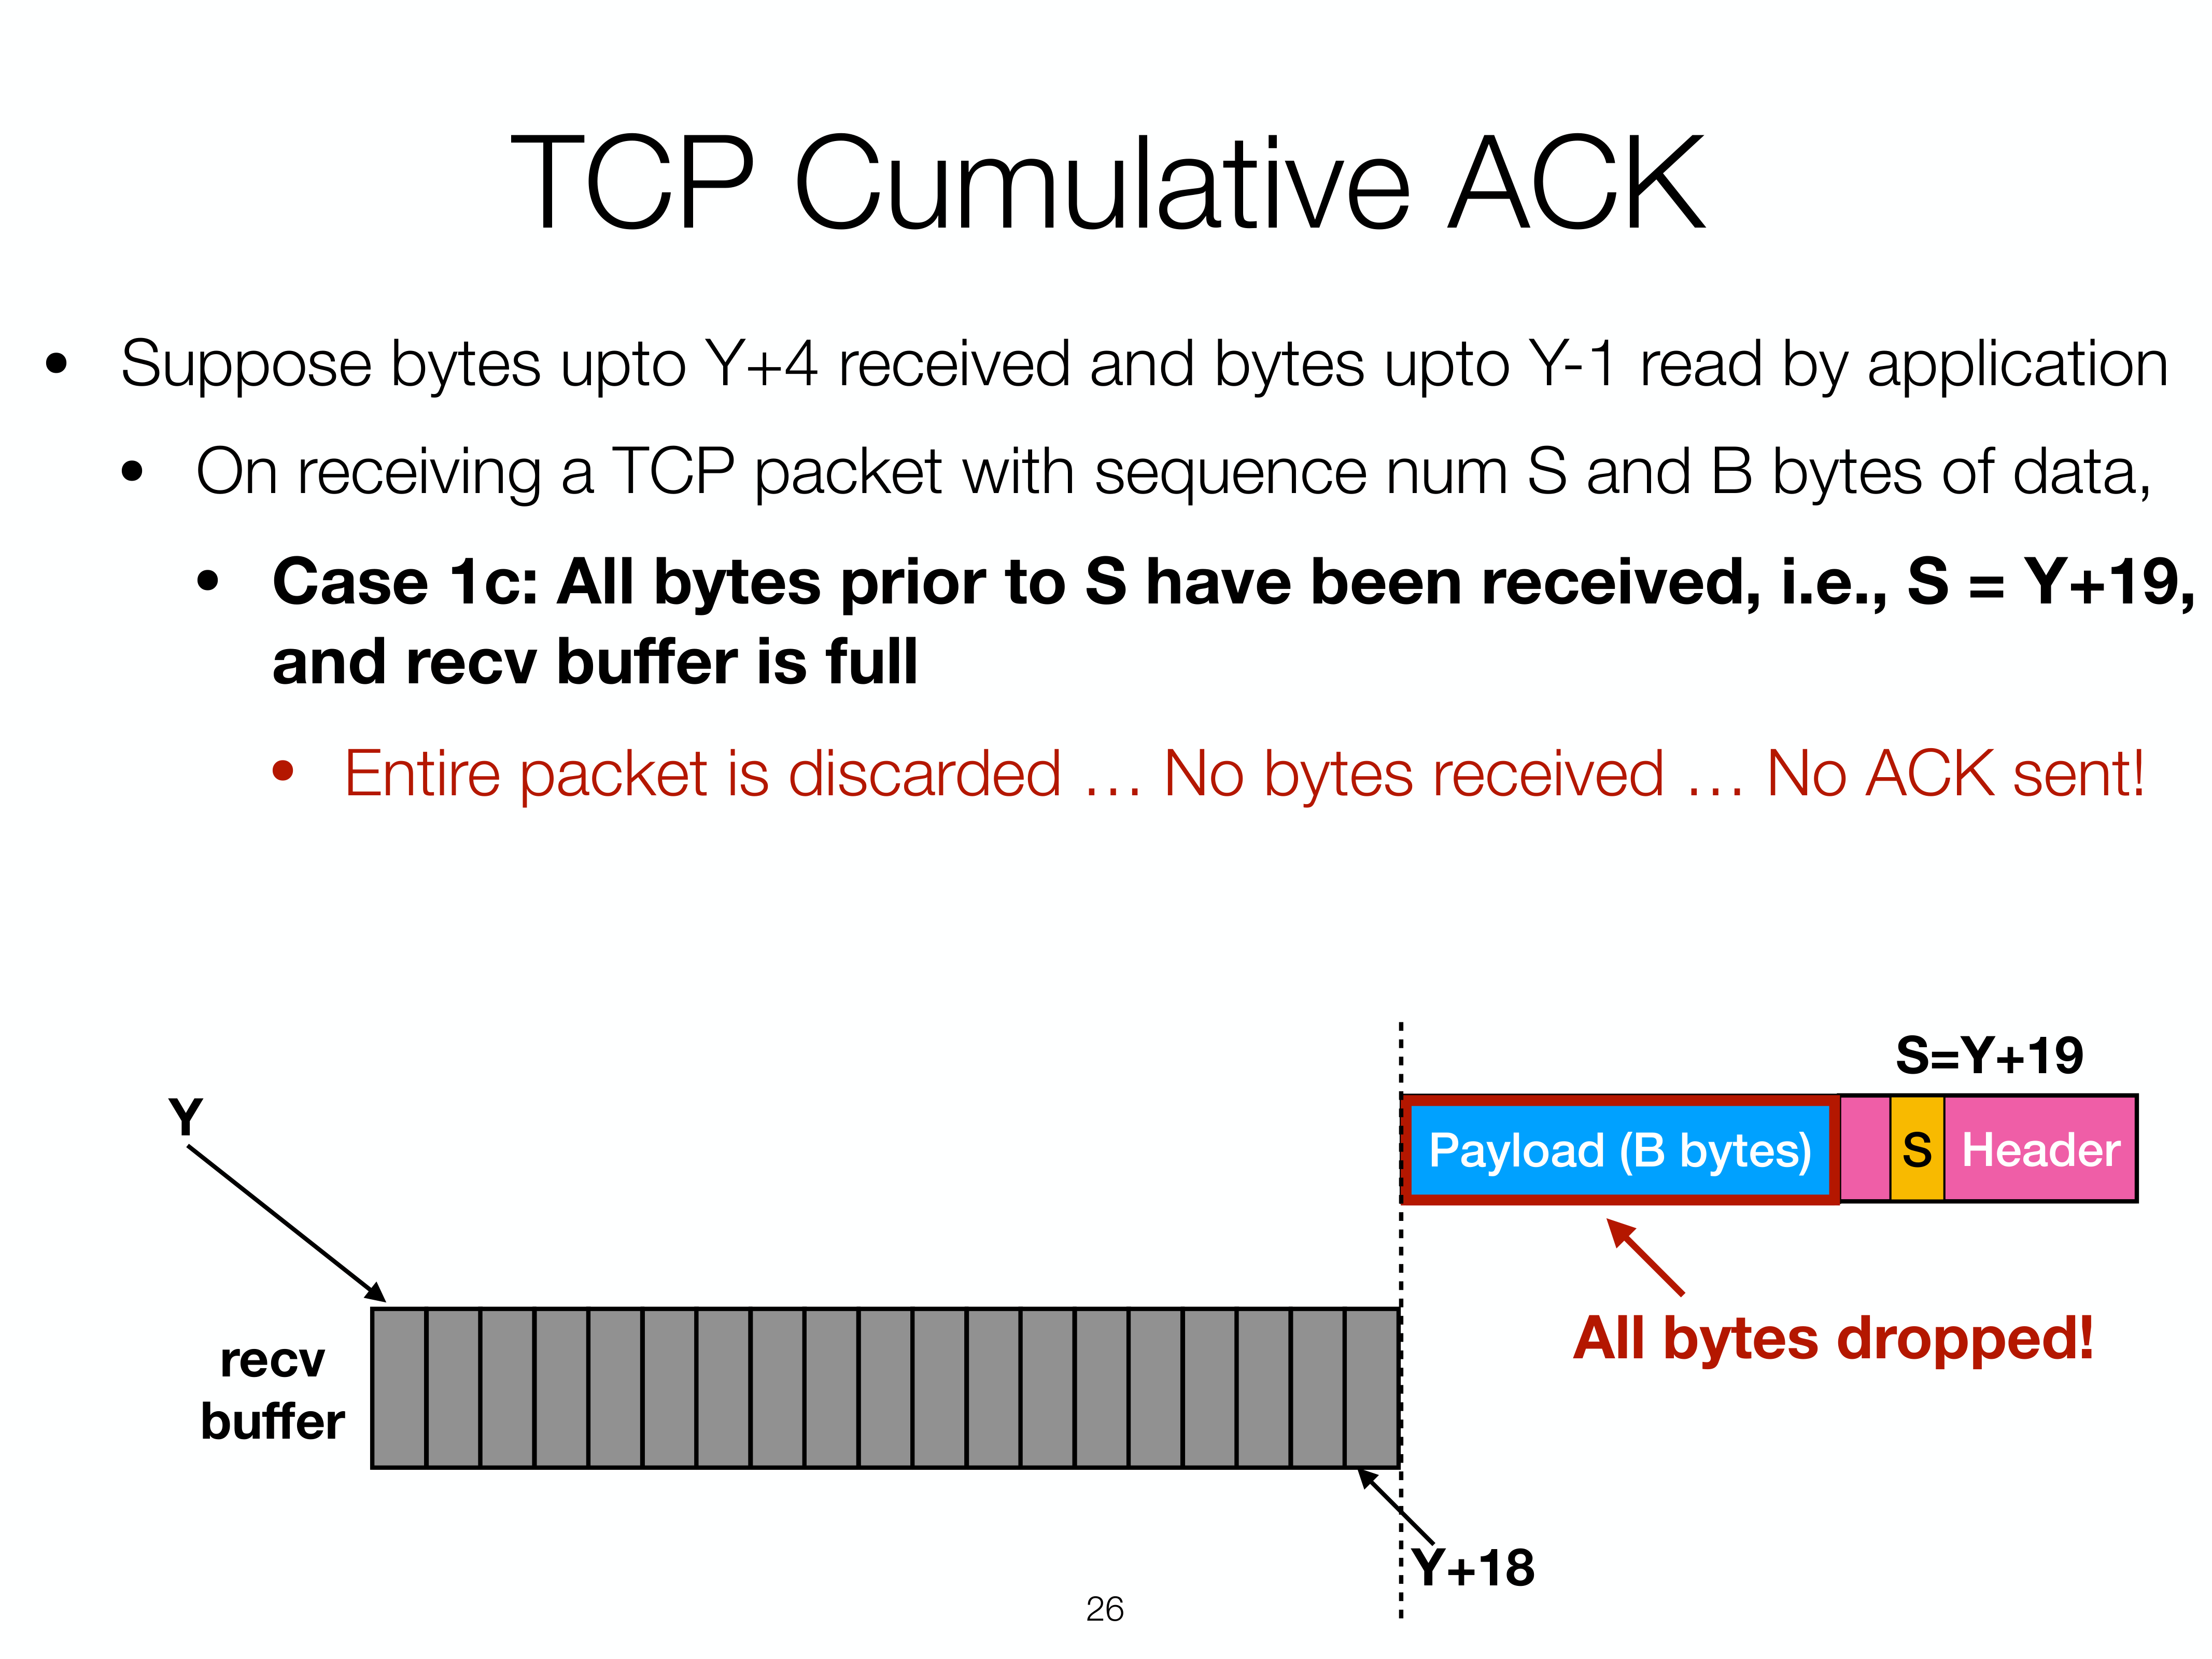 TCP Cumulative ACK
• Suppose bytes upto Y+4 received and bytes upto Y-1 read by application
• On receiving a TCP packet with sequence num S and B bytes of data,
• Case 1c: All bytes prior to S have been received, i.e., S = Y+19,
and recv buffer is full
• Entire packet is discarded … No bytes received … No ACK sent!
S=Y+19
Y
Payload (B bytes)
S
Header
All bytes dropped!
recv
buffer
Y+18
26